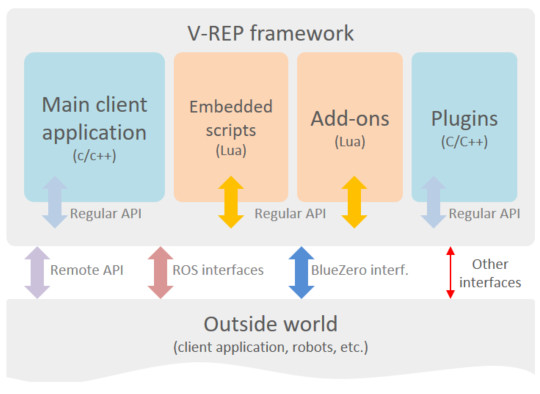 V-REP framework
Main client
application
(c/c++)
Embedded
scripts
(Lua)
Add-ons
(Lua)
Plugins
(C/C++)
Regular API
Regular API
Regular API
Remote API
ROS interfaces
BlueZero interf.
Other
interfaces
Outside world
(client application, robots, etc.)